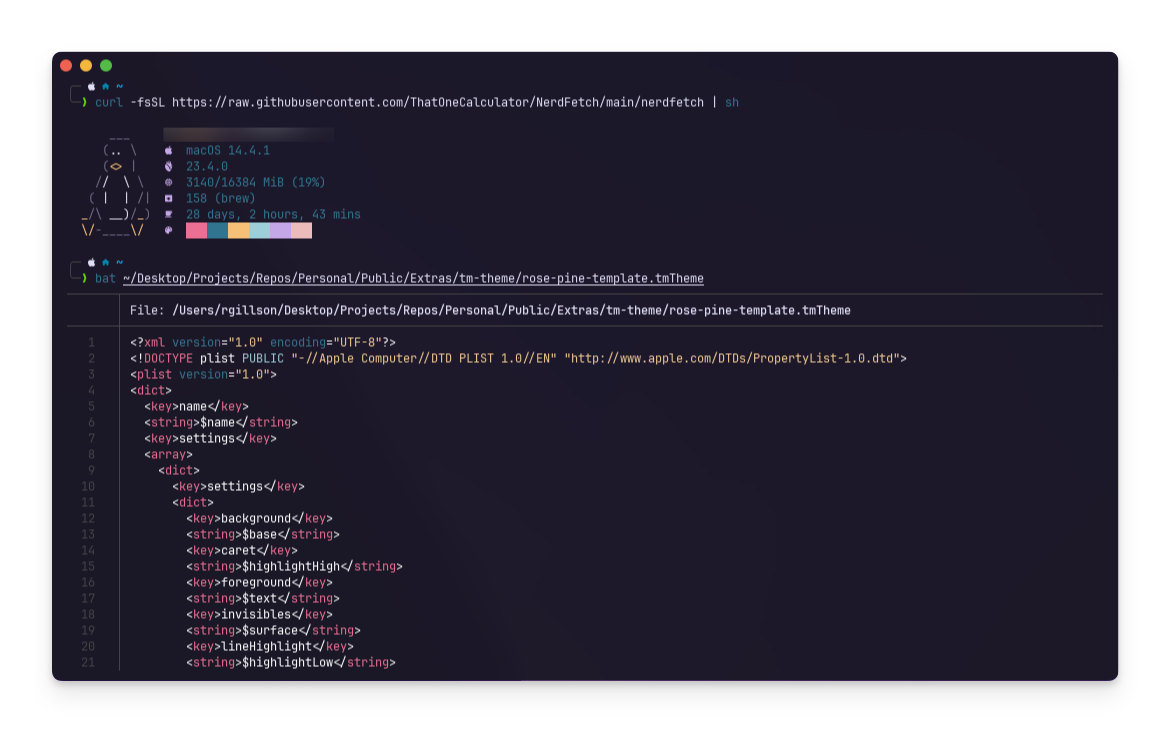 ~
❯ curl -fsSL https://raw.githubusercontent.com/ThatOneCalculator/NerdFetch/main/nerdfetch | sh
     ___
    (.. \
    (<> |
   // \ \
  ( | | /|
 _/\ __)/_)
 \/-____\/
macOS 14.4.1
23.4.0
3140/16384 MiB (19%)
158 (brew)
28 days, 2 hours, 43 mins
~
❯ bat ~/Desktop/Projects/Repos/Personal/Public/Extras/tm-theme/rose-pine-template.tmTheme
File: /Users/rgillson/Desktop/Projects/Repos/Personal/Public/Extras/tm-theme/rose-pine-template.tmTheme
1 <?xml version="1.0" encoding="UTF-8"?>
2 <!DOCTYPE plist PUBLIC "-//Apple Computer//DTD PLIST 1.0//EN" "http://www.apple.com/DTDs/PropertyList-1.0.dtd">
3 <plist version="1.0">
4 <dict>
5   <key>name</key>
6   <string>$name</string>
7   <key>settings</key>
8   <array>
9     <dict>
10       <key>settings</key>
11       <dict>
12         <key>background</key>
13         <string>$base</string>
14         <key>caret</key>
15         <string>$highlightHigh</string>
16         <key>foreground</key>
17         <string>$text</string>
18         <key>invisibles</key>
19         <string>$surface</string>
20         <key>lineHighlight</key>
21         <string>$highlightLow</string>